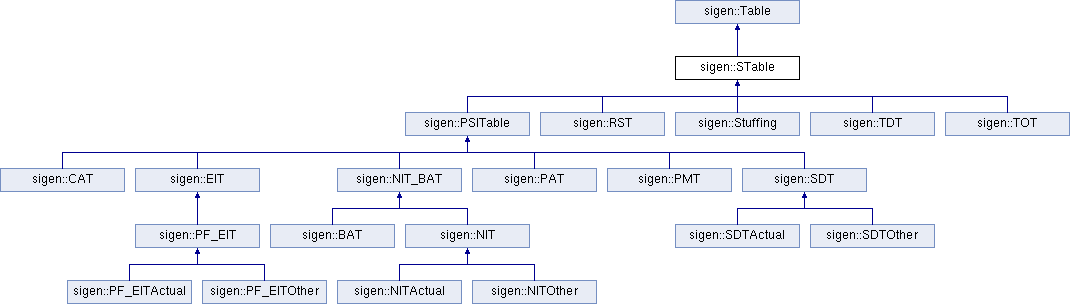 sigen::Table
sigen::STable
sigen::PSITable
sigen::RST
sigen::Stuffing
sigen::TDT
sigen::TOT
sigen::CAT
sigen::EIT
sigen::NIT_BAT
sigen::PAT
sigen::PMT
sigen::SDT
sigen::PF_EIT
sigen::BAT
sigen::NIT
sigen::SDTActual
sigen::SDTOther
sigen::PF_EITActual
sigen::PF_EITOther
sigen::NITActual
sigen::NITOther